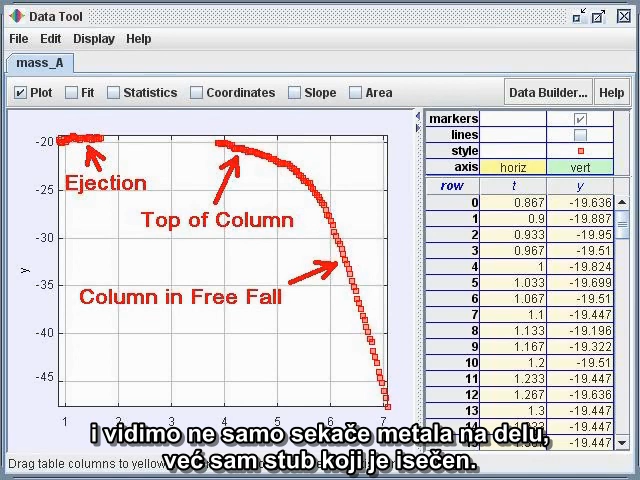 Data Tool
File Edit Display Help
mass_A
Plot Fit Statistics Coordinates Slope Area Data Builder... Help
markers
lines
style
axis horiz vert
row t y
0 0.867 -19.636
1 0.9 -19.887
2 0.933 -19.95
3 0.967 -19.51
4 1 -19.824
5 1.033 -19.699
6 1.067 -19.51
7 1.1 -19.447
8 1.133 -19.196
9 1.167 -19.322
10 1.2 -19.51
11 1.233 -19.447
12 1.267 -19.636
13 1.3 -19.447
-20
-25
-30
-35
-40
-45
y
1 2 3 4 5 6 7
Ejection
Top of Column
Column in Free Fall
i vidimo ne samo sekače metala na delu,
već sam stub koji je isečen.
Drag table columns to yellow